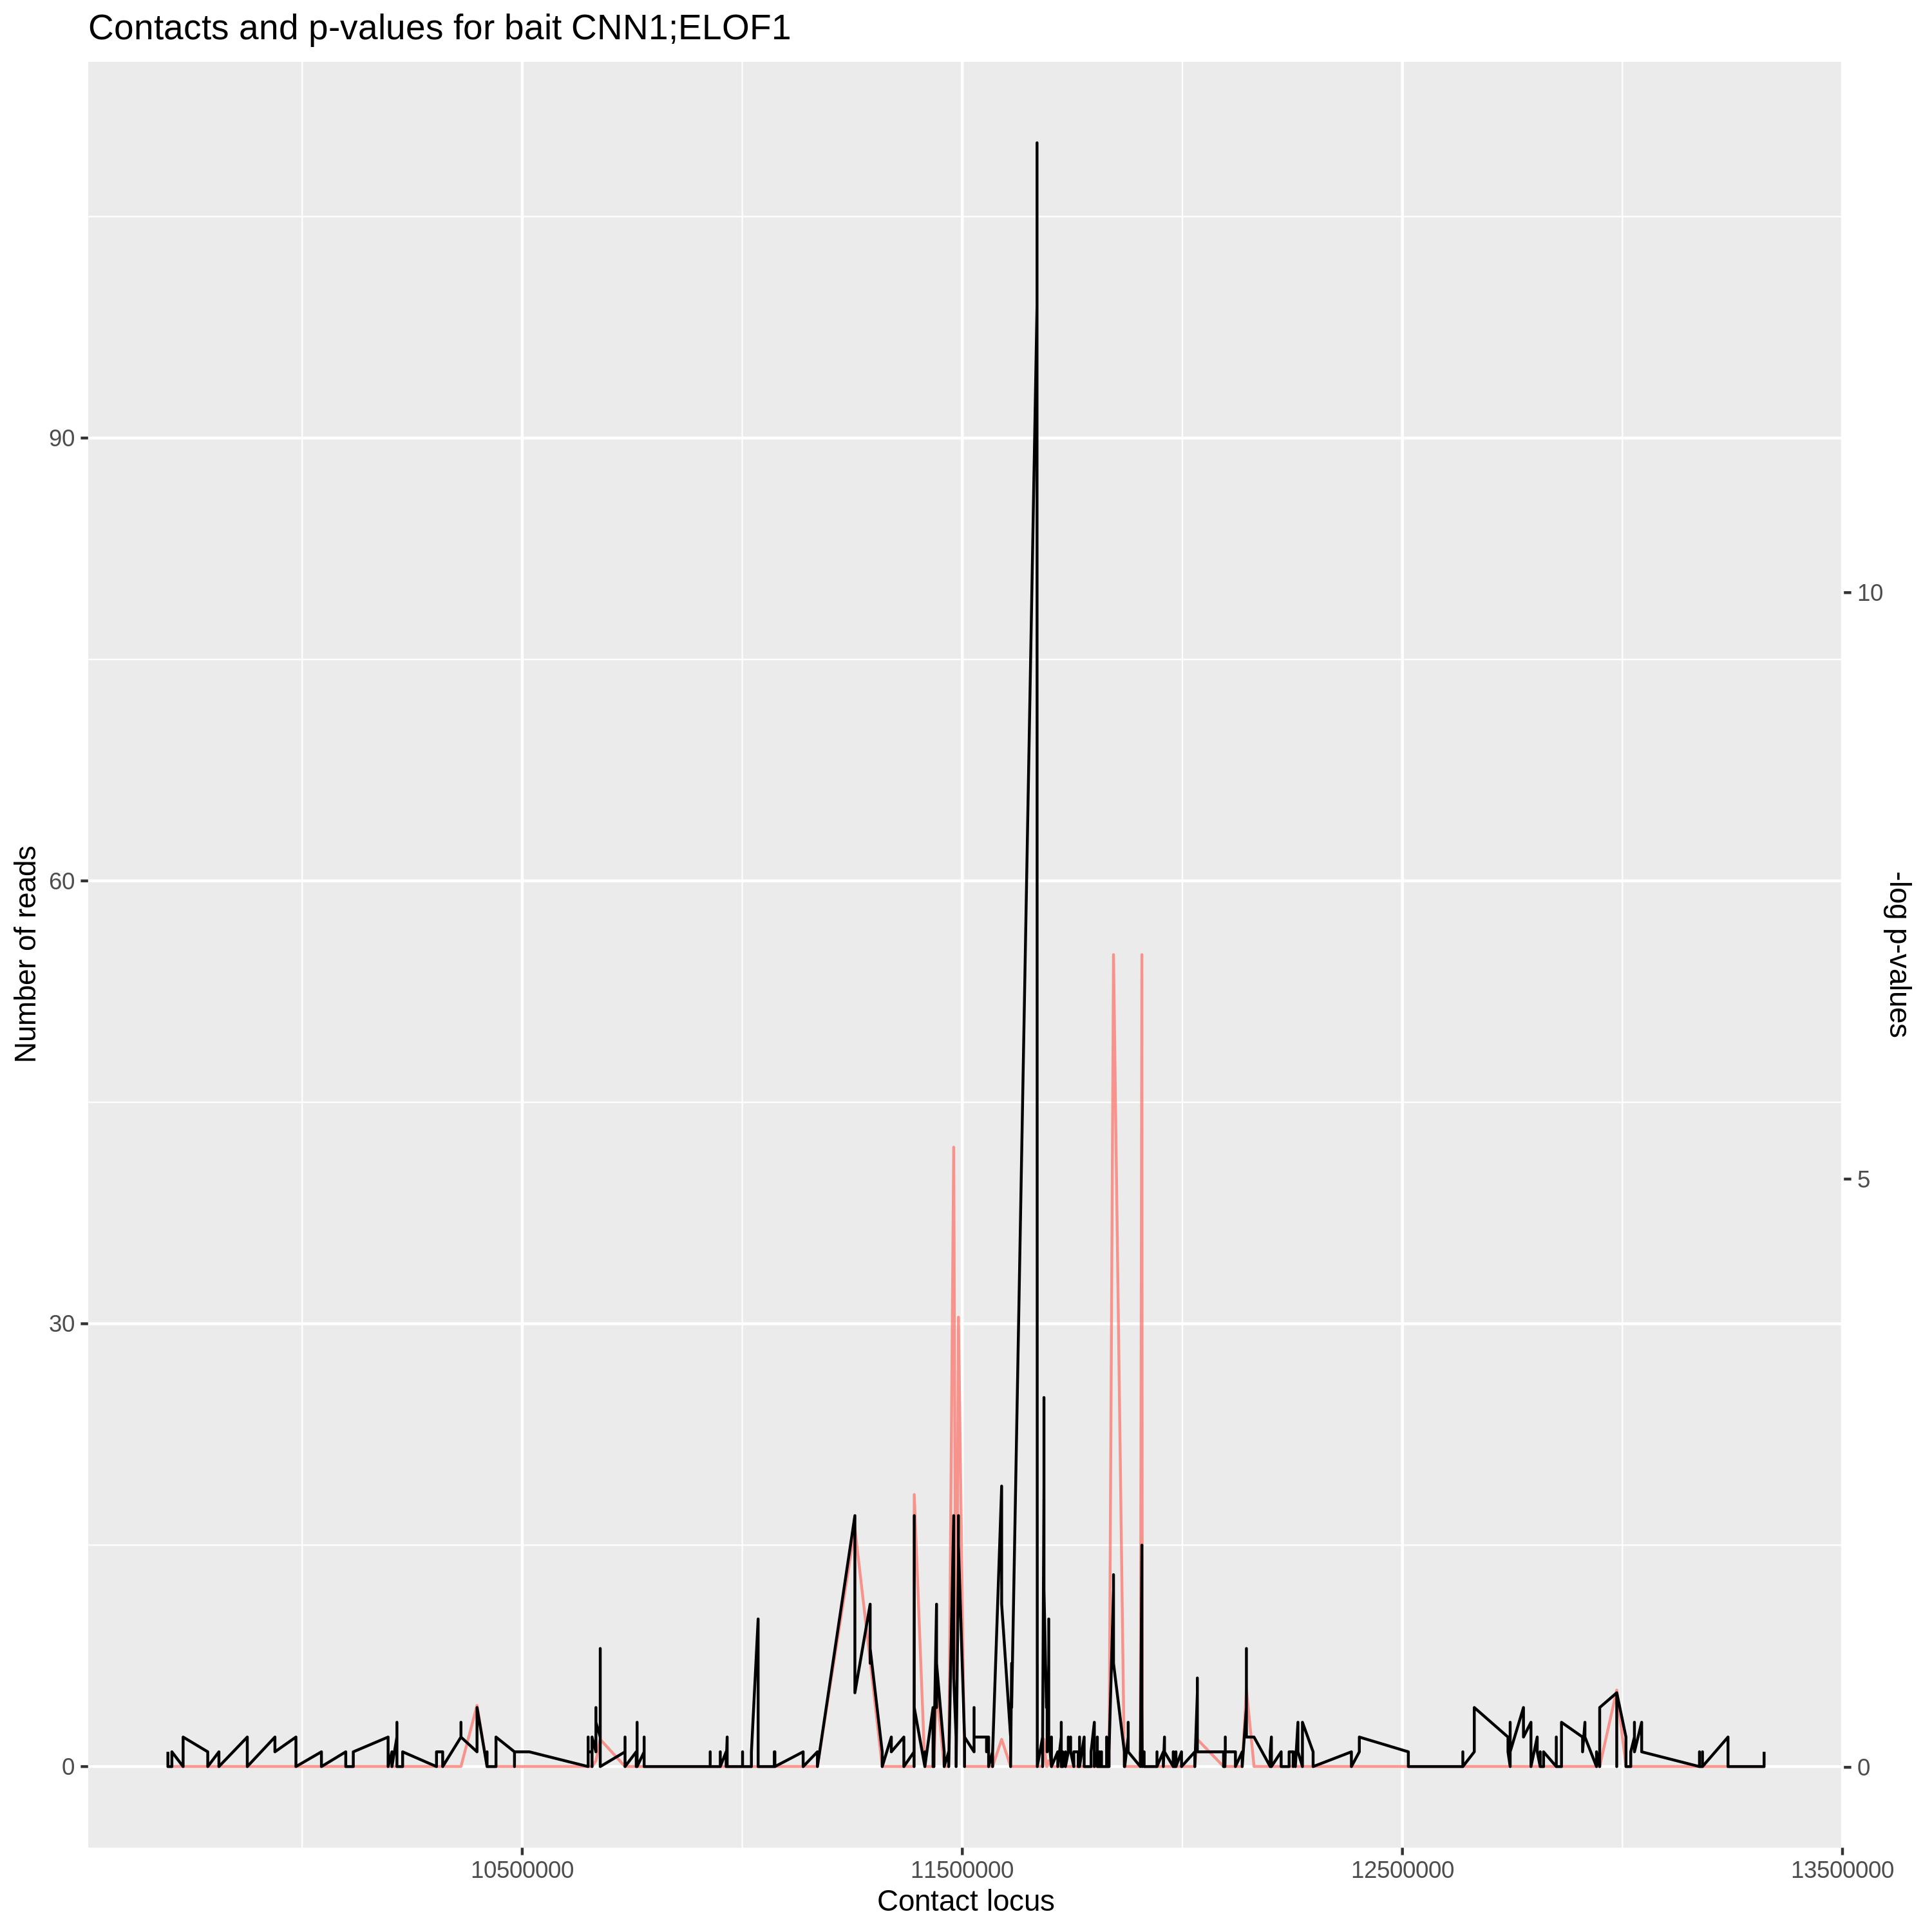 Contacts and p-values for bait CNN1;ELOF1
Number of reads
90
60
30
0
10
5
0
-log p-values
10500000
11500000
12500000
13500000
Contact locus